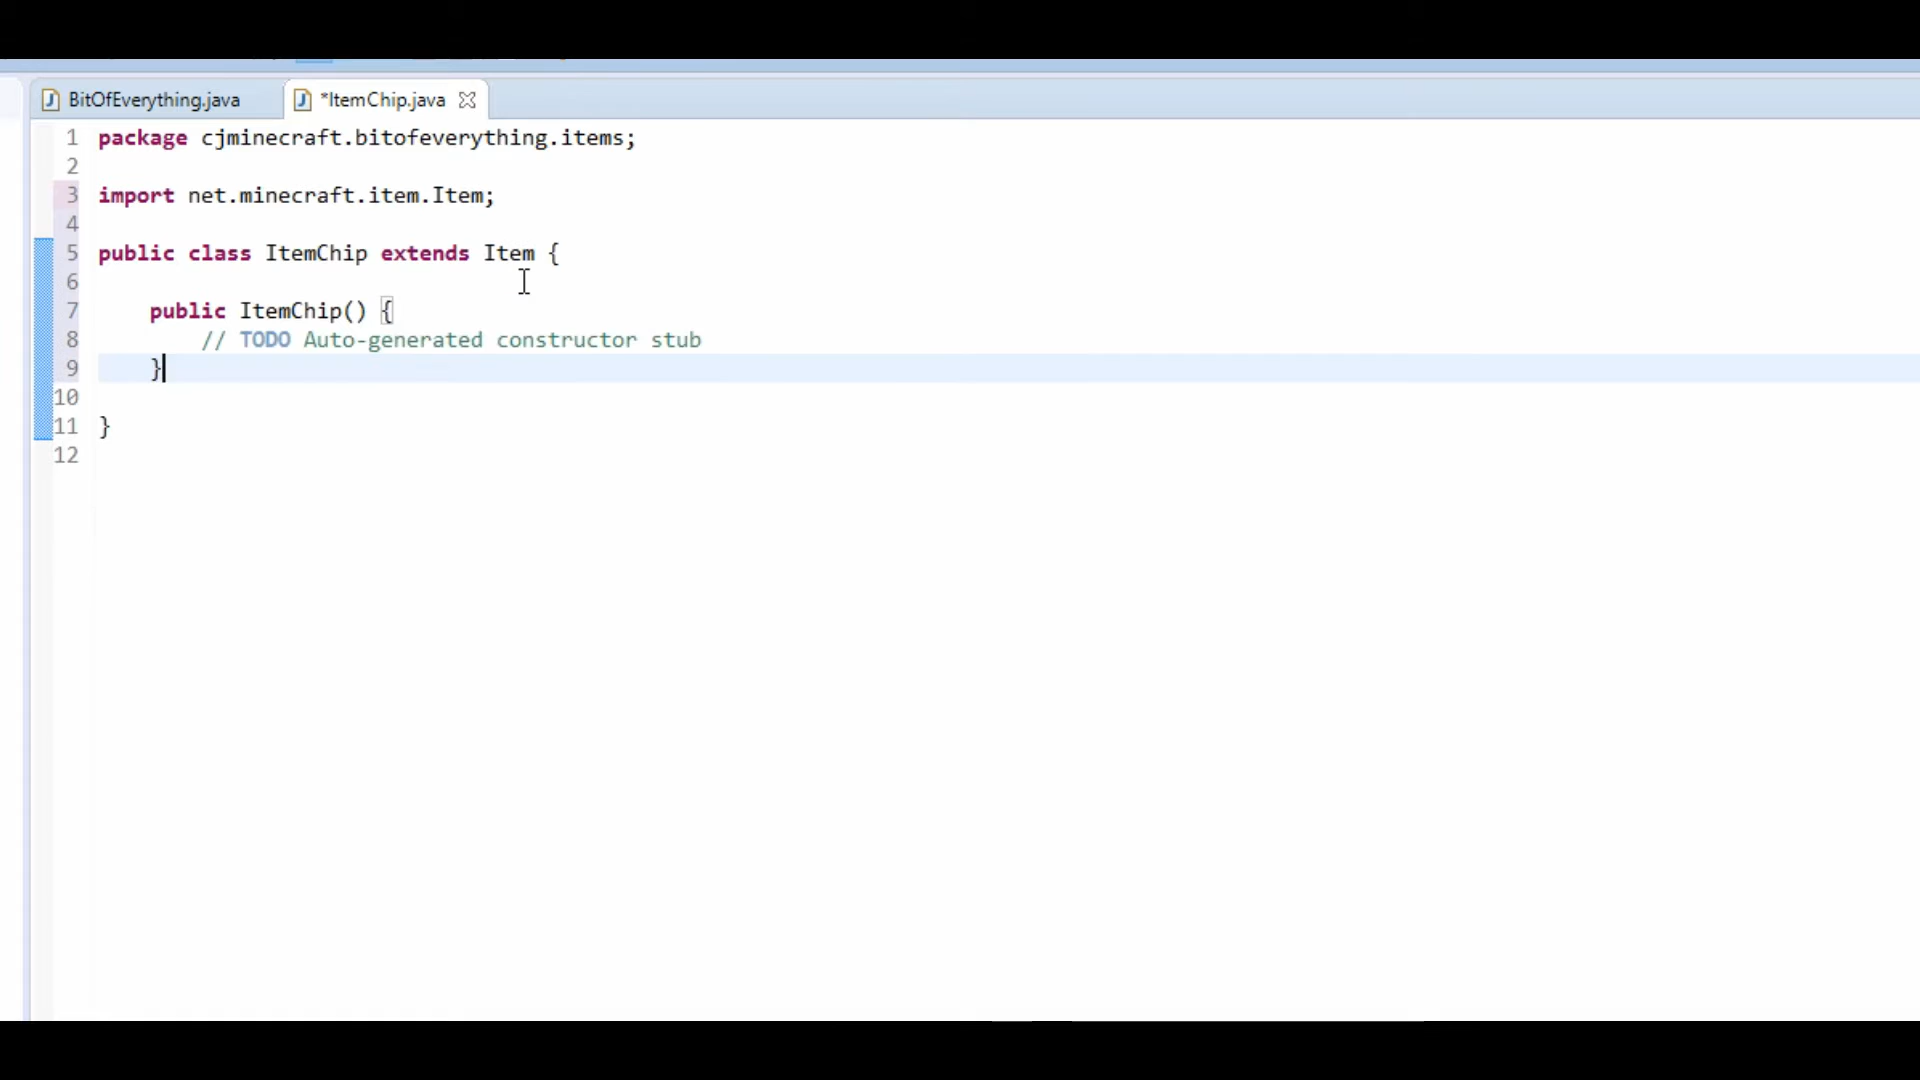 BitOfEverything.java *ItemChip.java
1 package cjminecraft.bitofeverything.items;
2
3 import net.minecraft.item.Item;
4
5 public class ItemChip extends Item {
6
7 public ItemChip() {
8 // TODO Auto-generated constructor stub
9 }
10
11 }
12